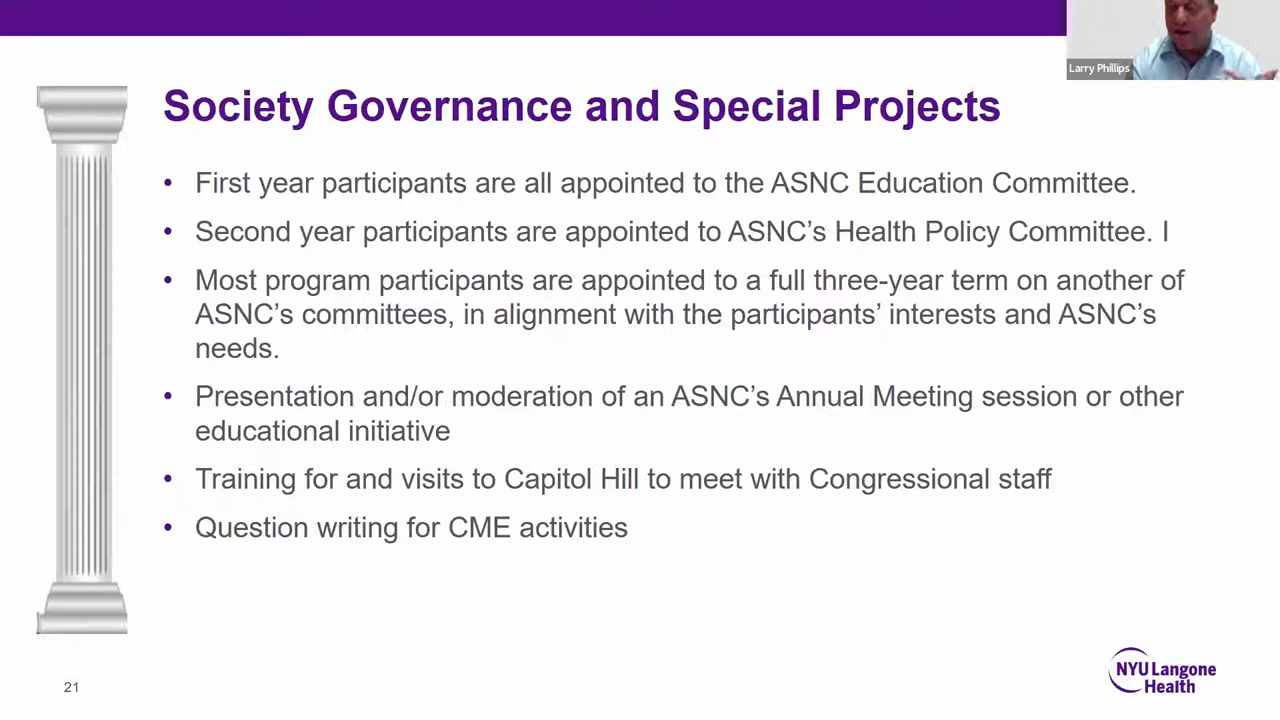 Larry Phillips
Society Governance and Special Projects
• First year participants are all appointed to the ASNC Education Committee.
• Second year participants are appointed to ASNC’s Health Policy Committee. I
• Most program participants are appointed to a full three-year term on another of
ASNC’s committees, in alignment with the participants’ interests and ASNC’s
needs.
• Presentation and/or moderation of an ASNC’s Annual Meeting session or other
educational initiative
• Training for and visits to Capitol Hill to meet with Congressional staff
• Question writing for CME activities
21
NYU Langone
Health